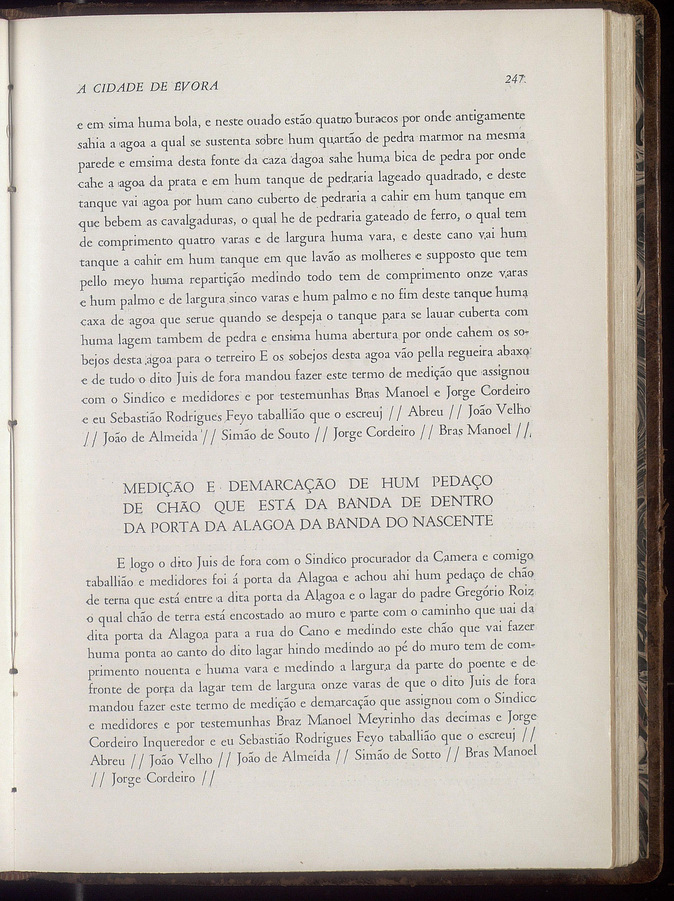 A CIDADE DE ÉVORA
247
e em sima huma bola, e neste ouado estão quatro buracos por onde antigamente
sahia a agoa a qual se sustenta sobre hum quartão de pedra marmor na mesma
parede e emsima desta fonte da caza dagoa sahe huma bica de pedra por onde
cahe a agoa da prata e em hum tanque de pedraria lageado quadrado, e deste
tanque vai agoa por hum cano cuberto de pedraria a cahir em hum tanque em
que bebem as cavalgaduras, o qual he de pedraria gateado de ferro, o qual tem
de comprimento quatro varas e de largura huma vara, e deste cano vai hum
tanque a cahir em hum tanque em que lavão as molheres e supposto que tem
pello meyo huma repartição medindo todo tem de comprimento onze varas
e hum palmo e de largura sinco varas e hum palmo e no fim deste tanque huma
caxa de agoa que serue quando se despeja o tanque para se lauar cuberta com
huma lagem tambem de pedra e ensima huma abertura por onde cahem os so-
bejos desta agoa para o terreiro E os sobejos desta agoa vão pella regueira abaxo
e de tudo o dito Juis de fora mandou fazer este termo de medição que assignou
com o Sindico e medidores e por testemunhas Bras Manoel e Jorge Cordeiro
e eu Sebastião Rodrigues Feyo taballião que o escreuj // Abreu // João Velho
// João de Almeida // Simão de Souto // Jorge Cordeiro // Bras Manoel //
MEDIÇÃO E DEMARCAÇÃO DE HUM PEDAÇO
DE CHÃO QUE ESTÁ DA BANDA DE DENTRO
DA PORTA DA ALAGOA DA BANDA DO NASCENTE
E logo o dito Juis de fora com o Sindico procurador da Camera e comigo
taballião e medidores foi á porta da Alagoa e achou ahi hum pedaço de chão
de terra que está entre a dita porta da Alagoa e o lagar do padre Gregório Roiz
o qual chão de terra está encostado ao muro e parte com o caminho que uai da
dita porta da Alagoa para a rua do Cano e medindo este chão que vai fazer
huma ponta ao canto do dito lagar hindo medindo ao pé do muro tem de com-
primento nouenta e huma vara e medindo a largura da parte do poente e de
fronte de porta da lagar tem de largura onze varas de que o dito Juis de fora
mandou fazer este termo de medição e demarcação que assignou com o Sindico
e medidores e por testemunhas Braz Manoel Meyrinho das decimas e Jorge
Cordeiro Inqueredor e eu Sebastião Rodrigues Feyo taballião que o escreuj //
Abreu // João Velho // João de Almeida // Simão de Sotto // Bras Manoel
// Jorge Cordeiro //